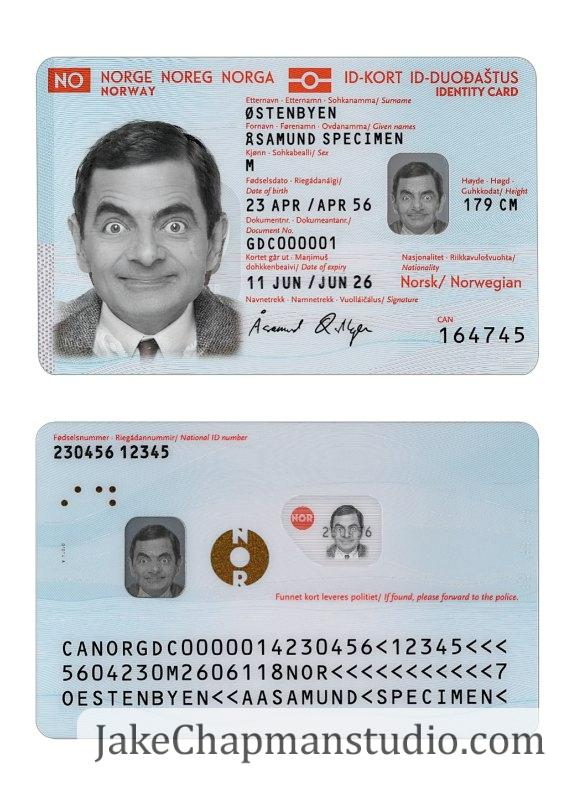 NO NORGE NOREG NORGA ID-KORT ID-DUOĐAŠTUS
NORWAY IDENTITY CARD
Etternavn · Etternamn · Sohkanamma/ Surname
ØSTENBYEN
Fornavn · Førenamn · Ovdanamma/ Given names
ÅSAMUND SPECIMEN
Kjønn · Sohkabealli/ Sex
M
Fødselsdato · Riegádanáigi/
Date of birth
23 APR /APR 56
Høyde · Høgd ·
Guhkkodat/ Height
179 CM
Dokumentnr. · Dokumeantanr./
Document No.
GDC000001
Kortet går ut · Manjimuš
dohkkenbeaivi/ Date of expiry
11 JUN /JUN 26
Nasjonalitet · Riikkavulošvuohta/
Nationality
Norsk/ Norwegian
Navnetrekk · Namnetrekk · Vuolláičálus/ Signature
CAN
164745
Fødselsnummer · Riegádannummir/ National ID number
230456 12345
NOR
NOR
Funnet kort leveres politiet/ If found, please forward to the police.
CANORGDC0000014230456<12345<<<
5604230M2606118NOR<<<<<<<<<<<7
OESTENBYEN<<AASAMUND<SPECIMEN<
JakeChapmanstudio.com